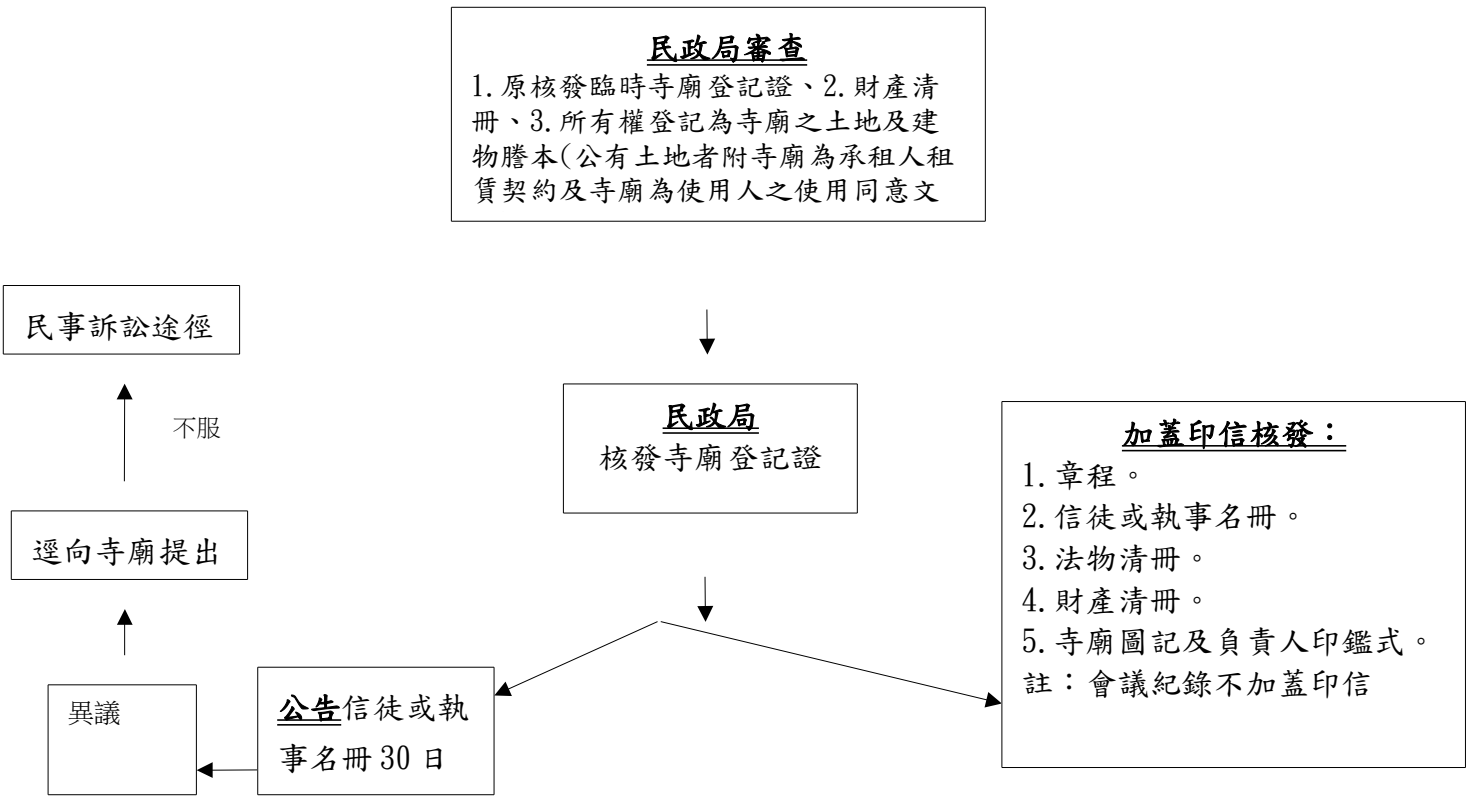 民政局審查
1.原核發臨時寺廟登記證、2.財產清
冊、3.所有權登記為寺廟之土地及建
物謄本(公有土地者附寺廟為承租人租
賃契約及寺廟為使用人之使用同意文
民事訴訟途徑
不服
逕向寺廟提出
異議
民政局
核發寺廟登記證
公告信徒或執
事名冊30日
加蓋印信核發：
1.章程。
2.信徒或執事名冊。
3.法物清冊。
4.財產清冊。
5.寺廟圖記及負責人印鑑式。
註：會議紀錄不加蓋印信